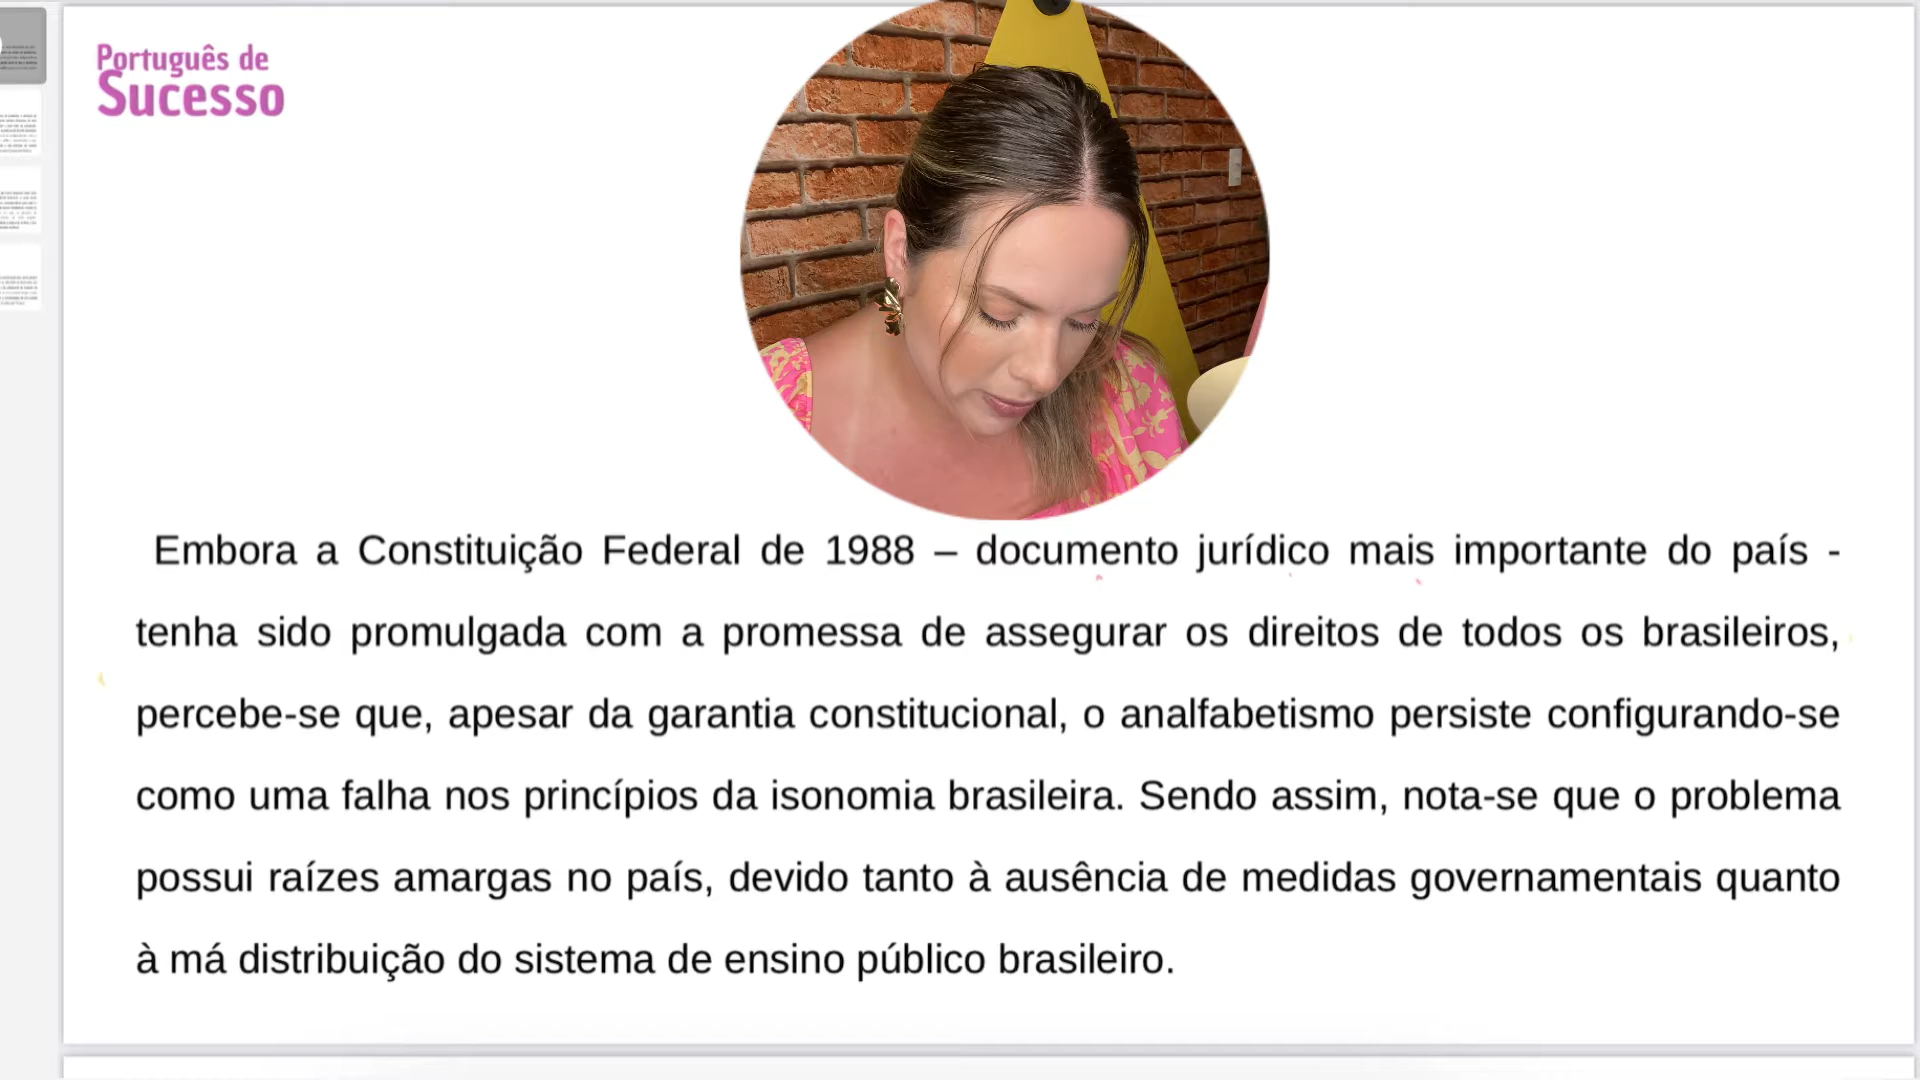 Português de
Sucesso
Embora a Constituição Federal de 1988 – documento jurídico mais importante do país -
tenha sido promulgada com a promessa de assegurar os direitos de todos os brasileiros,
percebe-se que, apesar da garantia constitucional, o analfabetismo persiste configurando-se
como uma falha nos princípios da isonomia brasileira. Sendo assim, nota-se que o problema
possui raízes amargas no país, devido tanto à ausência de medidas governamentais quanto
à má distribuição do sistema de ensino público brasileiro.